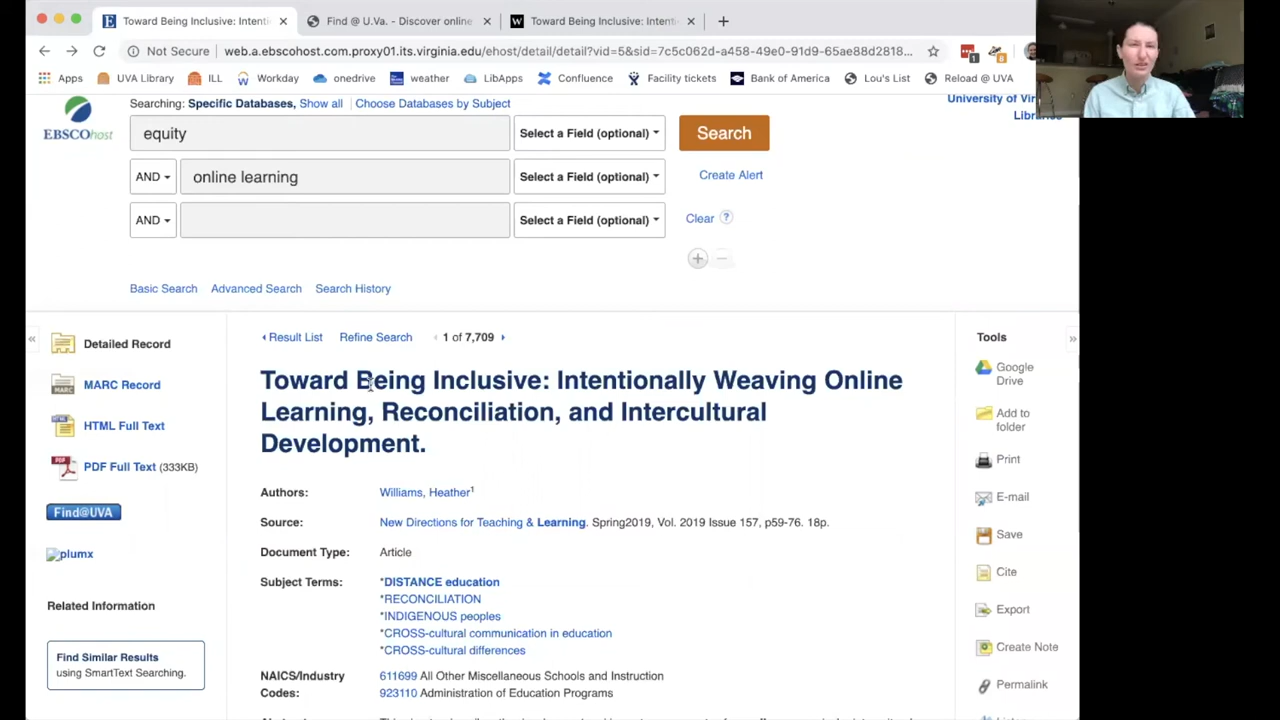 Toward Being Inclusive: Intenti
Find @ U.Va. - Discover online
W
Toward Being Inclusive: Intenti
Not Secure
web.a.ebscohost.com.proxy01.its.virginia.edu/ehost/detail/detail?vid=5&sid=7c5c062d-a458-49e0-91d9-65ae88d2818...
1
8
Apps
UVA Library
ILL
Workday
onedrive
weather
LibApps
Confluence
Facility tickets
Bank of America
Lou's List
Reload @ UVA
Searching: Specific Databases, Show all
Choose Databases by Subject
University of Vir
Librarie
EBSCOhost
equity
Select a Field (optional)
Search
AND
online learning
Select a Field (optional)
Create Alert
AND
Select a Field (optional)
Clear
?
Basic Search
Advanced Search
Search History
«
Detailed Record
MARC Record
HTML Full Text
PDF Full Text (333KB)
Find@UVA
plumx
Related Information
Find Similar Results
using SmartText Searching.
Result List
Refine Search
1 of 7,709
Toward Being Inclusive: Intentionally Weaving Online
Learning, Reconciliation, and Intercultural
Development.
Authors:
Williams, Heather1
Source:
New Directions for Teaching & Learning. Spring2019, Vol. 2019 Issue 157, p59-76. 18p.
Document Type:
Article
Subject Terms:
*DISTANCE education
*RECONCILIATION
*INDIGENOUS peoples
*CROSS-cultural communication in education
*CROSS-cultural differences
NAICS/Industry
Codes:
611699 All Other Miscellaneous Schools and Instruction
923110 Administration of Education Programs
Tools
»
Google
Drive
Add to
folder
Print
E-mail
Save
Cite
Export
Create Note
Permalink